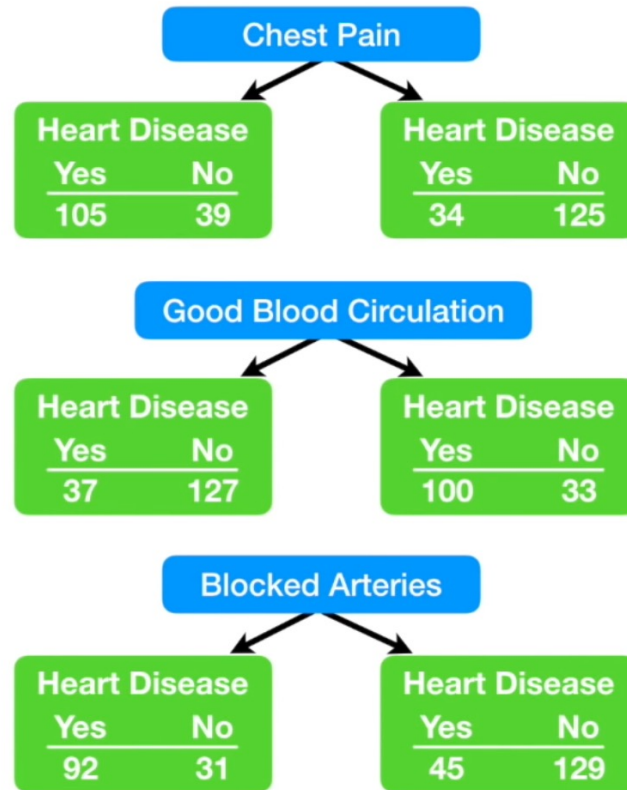 Chest Pain
Heart Disease Heart Disease
Yes No Yes No
105 39 34 125
Good Blood Circulation
Heart Disease Heart Disease
Yes No Yes No
37 127 100 33
Blocked Arteries
Heart Disease Heart Disease
Yes No Yes No
92 31 45 129